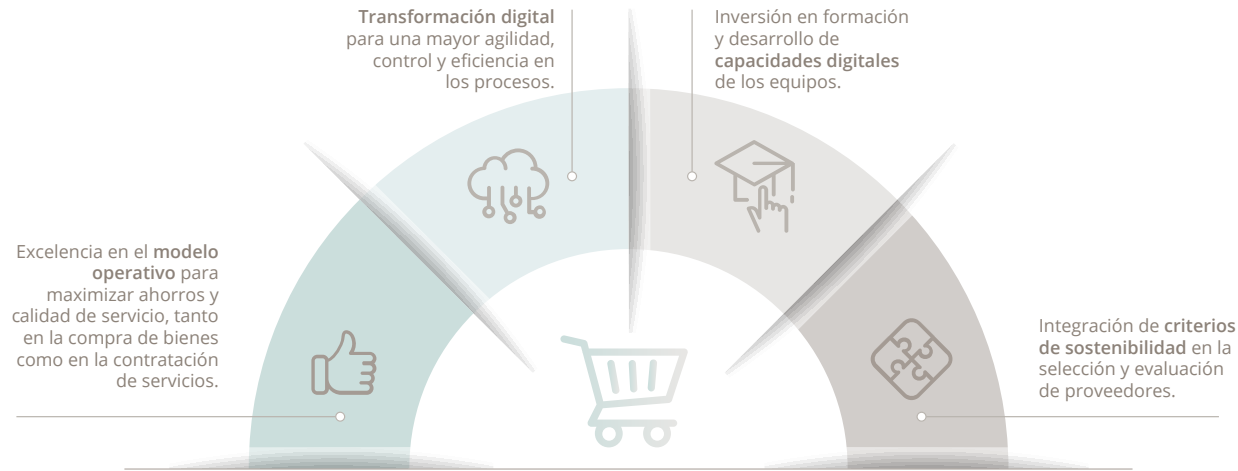 Transformación digital
para una mayor agilidad,
control y eficiencia en
los procesos.
Inversión en formación
y desarrollo de
capacidades digitales
de los equipos.
Excelencia en el modelo
operativo para
maximizar ahorros y
calidad de servicio, tanto
en la compra de bienes
como en la contratación
de servicios.
Integración de criterios
de sostenibilidad en la
selección y evaluación
de proveedores.